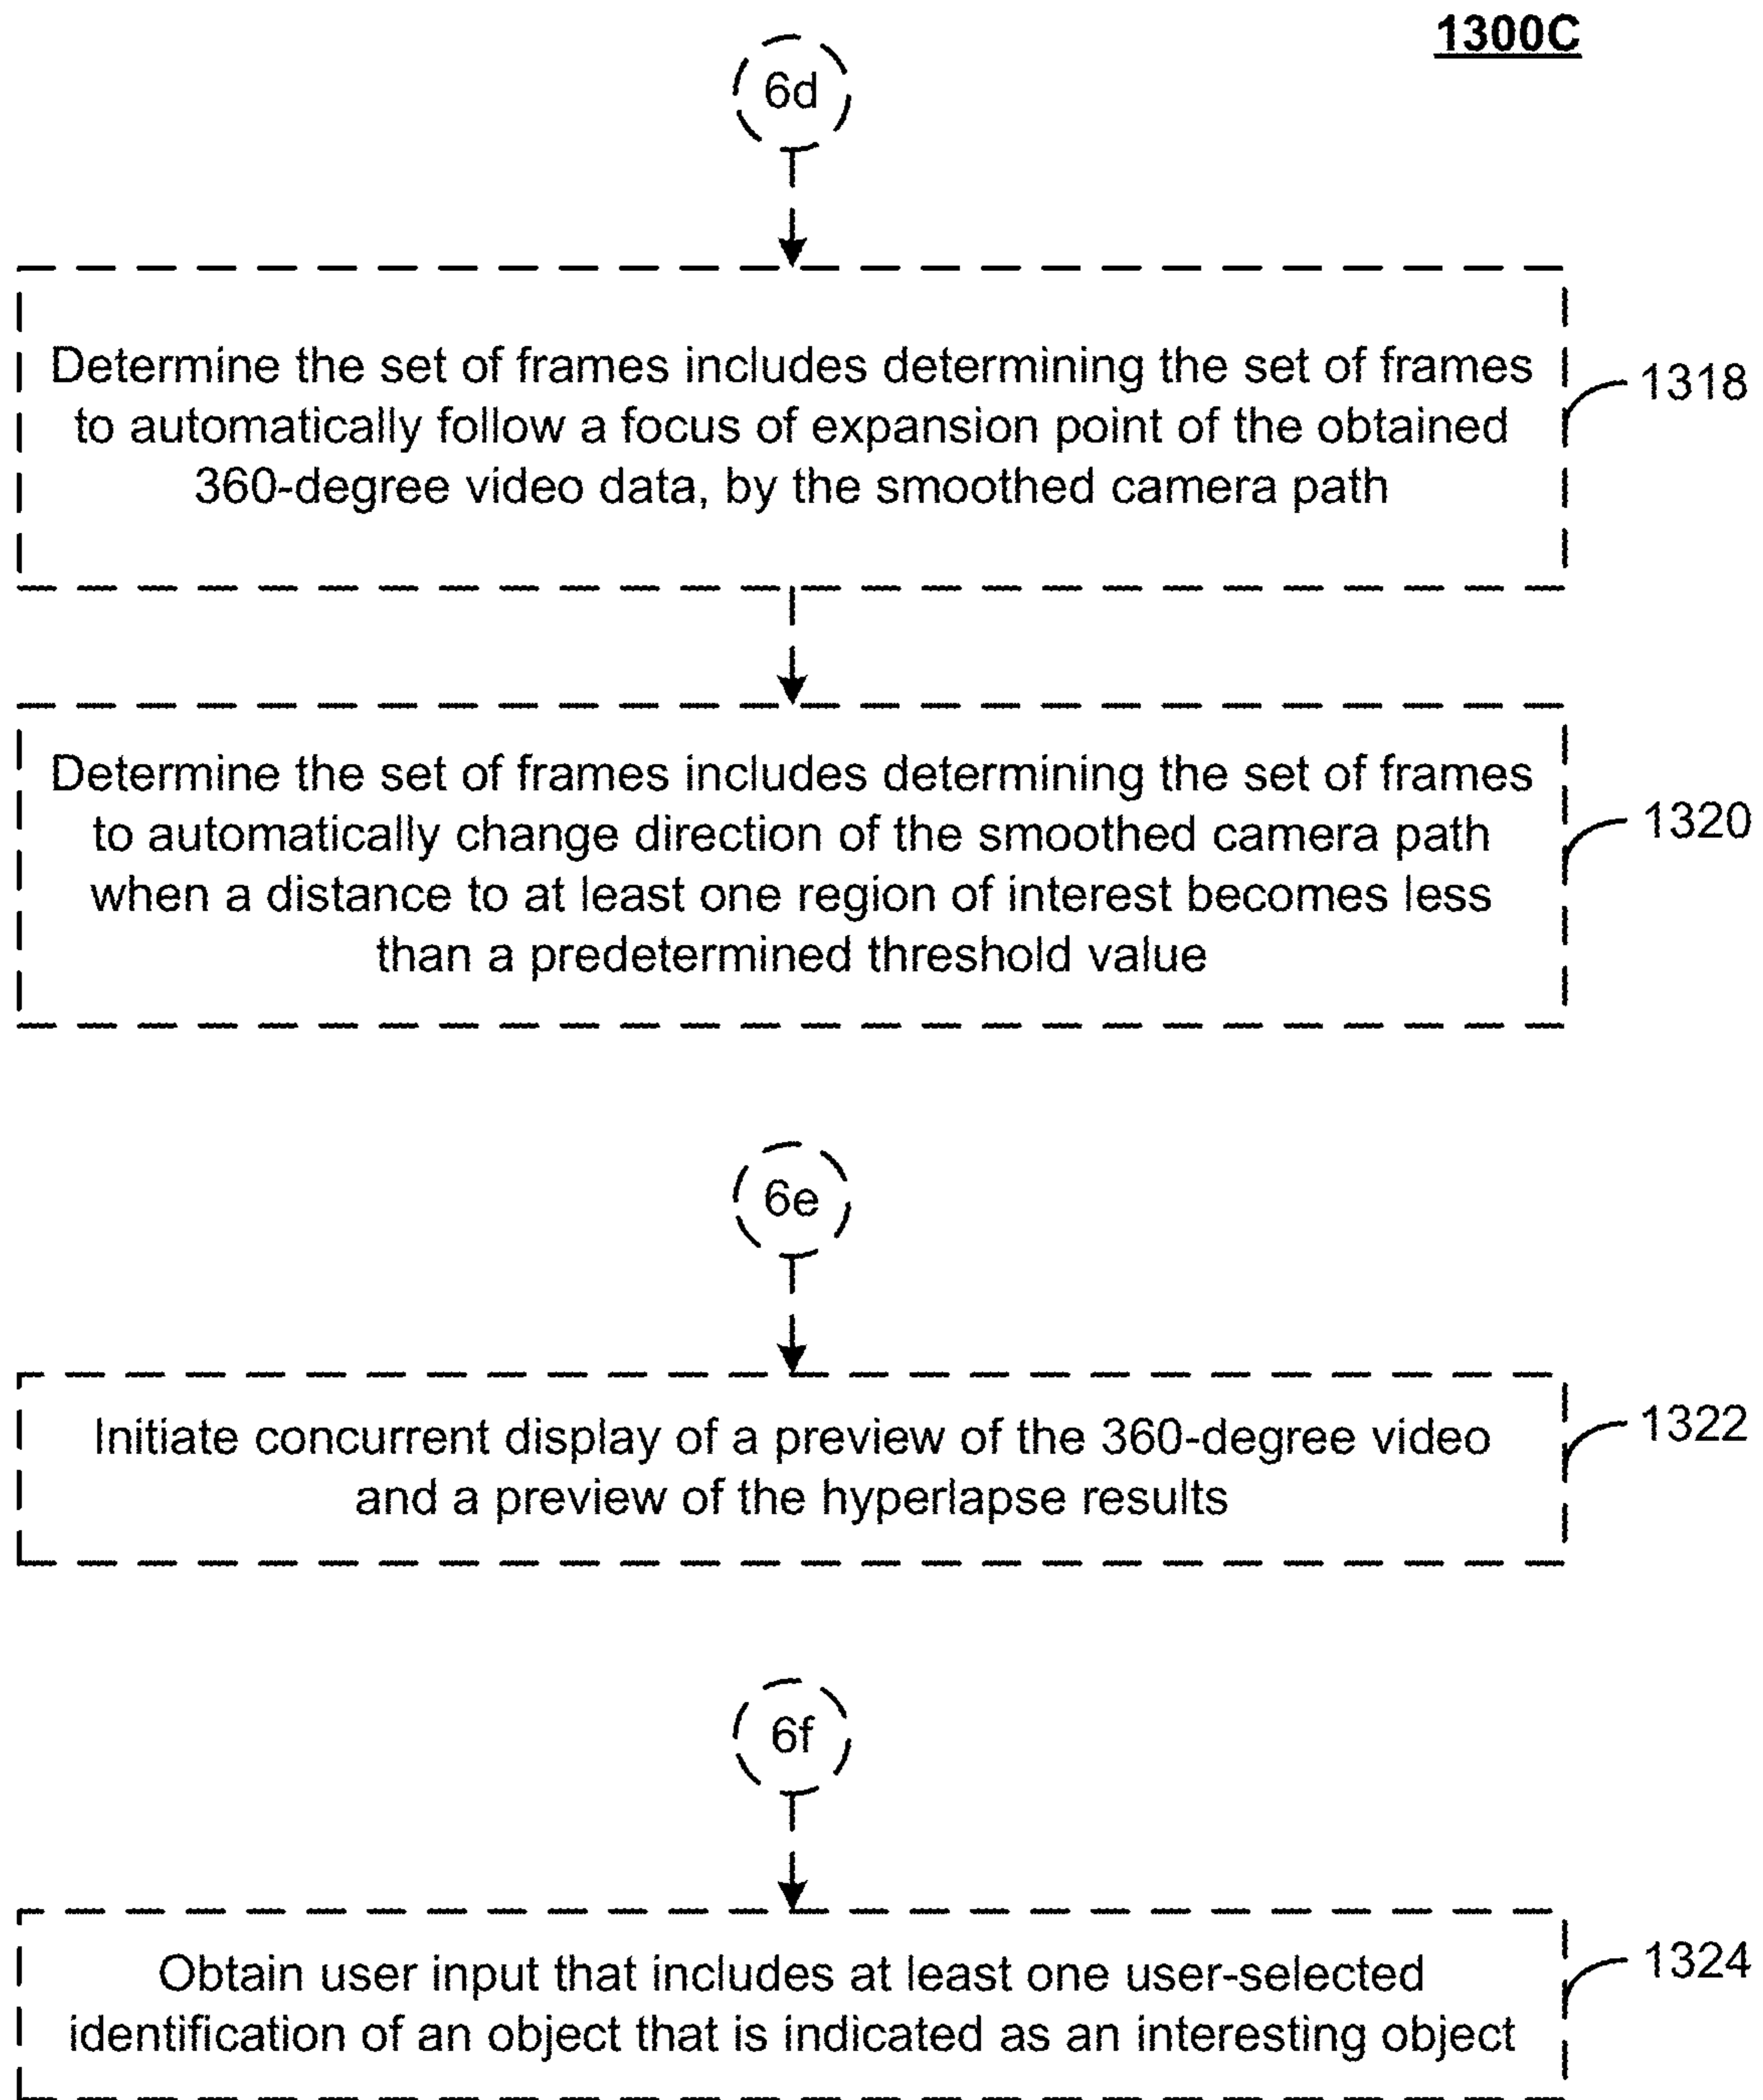 1300C
6d
Determine the set of frames includes determining the set of frames
to automatically follow a focus of expansion point of the obtained
360-degree video data, by the smoothed camera path
1318
Determine the set of frames includes determining the set of frames
to automatically change direction of the smoothed camera path
when a distance to at least one region of interest becomes less
than a predetermined threshold value
1320
6e
Initiate concurrent display of a preview of the 360-degree video
and a preview of the hyperlapse results
1322
6f
Obtain user input that includes at least one user-selected
identification of an object that is indicated as an interesting object
1324